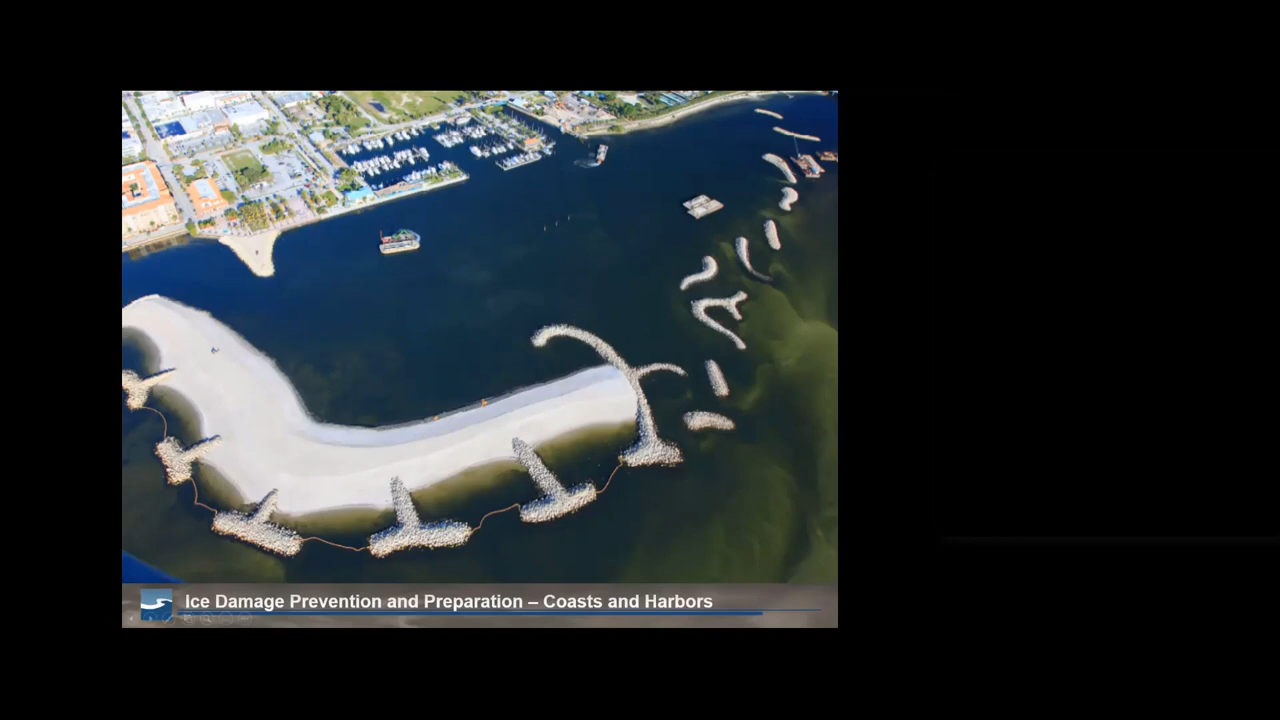 Ice Damage Prevention and Preparation – Coasts and Harbors